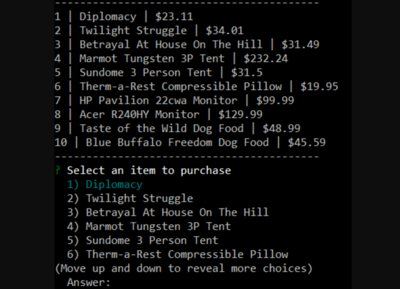 ----------------------------------------
1 | Diplomacy | $23.11
2 | Twilight Struggle | $34.01
3 | Betrayal At House On The Hill | $31.49
4 | Marmot Tungsten 3P Tent | $232.24
5 | Sundome 3 Person Tent | $31.5
6 | Therm-a-Rest Compressible Pillow | $19.95
7 | HP Pavilion 22cwa Monitor | $99.99
8 | Acer R240HY Monitor | $129.99
9 | Taste of the Wild Dog Food | $48.99
10 | Blue Buffalo Freedom Dog Food | $45.59
----------------------------------------
? Select an item to purchase
1) Diplomacy
2) Twilight Struggle
3) Betrayal At House On The Hill
4) Marmot Tungsten 3P Tent
5) Sundome 3 Person Tent
6) Therm-a-Rest Compressible Pillow
(Move up and down to reveal more choices)
Answer: